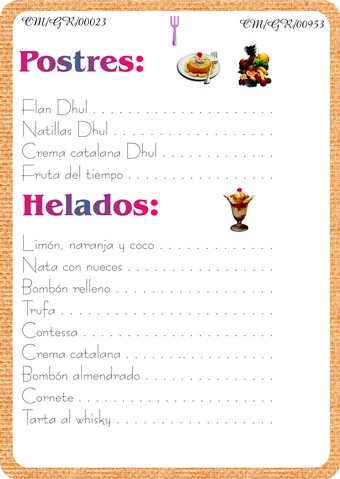 CM/GR/00023 CM/GR/00953
Postres:
Flan Dhul . . . . . . . . . . . . . . . . . . . . . .
Natillas Dhul . . . . . . . . . . . . . . . . . . . .
Crema catalana Dhul . . . . . . . . . . . . . .
Fruta del tiempo . . . . . . . . . . . . . . . . . .
Helados:
Limón, naranja y coco . . . . . . . . . . . . . .
Nata con nueces . . . . . . . . . . . . . . . . . .
Bombón relleno . . . . . . . . . . . . . . . . . . .
Trufa . . . . . . . . . . . . . . . . . . . . . . . . . .
Contessa . . . . . . . . . . . . . . . . . . . . . . .
Crema catalana . . . . . . . .. . . . . . . . . . . .
Bombón almendrado . . . . . . . . . . . . . . .
Cornete . . . . . . . . . . . . . . . . . . . . . . . .
Tarta al whisky . . . . . . . . . . . . . . . . . . .